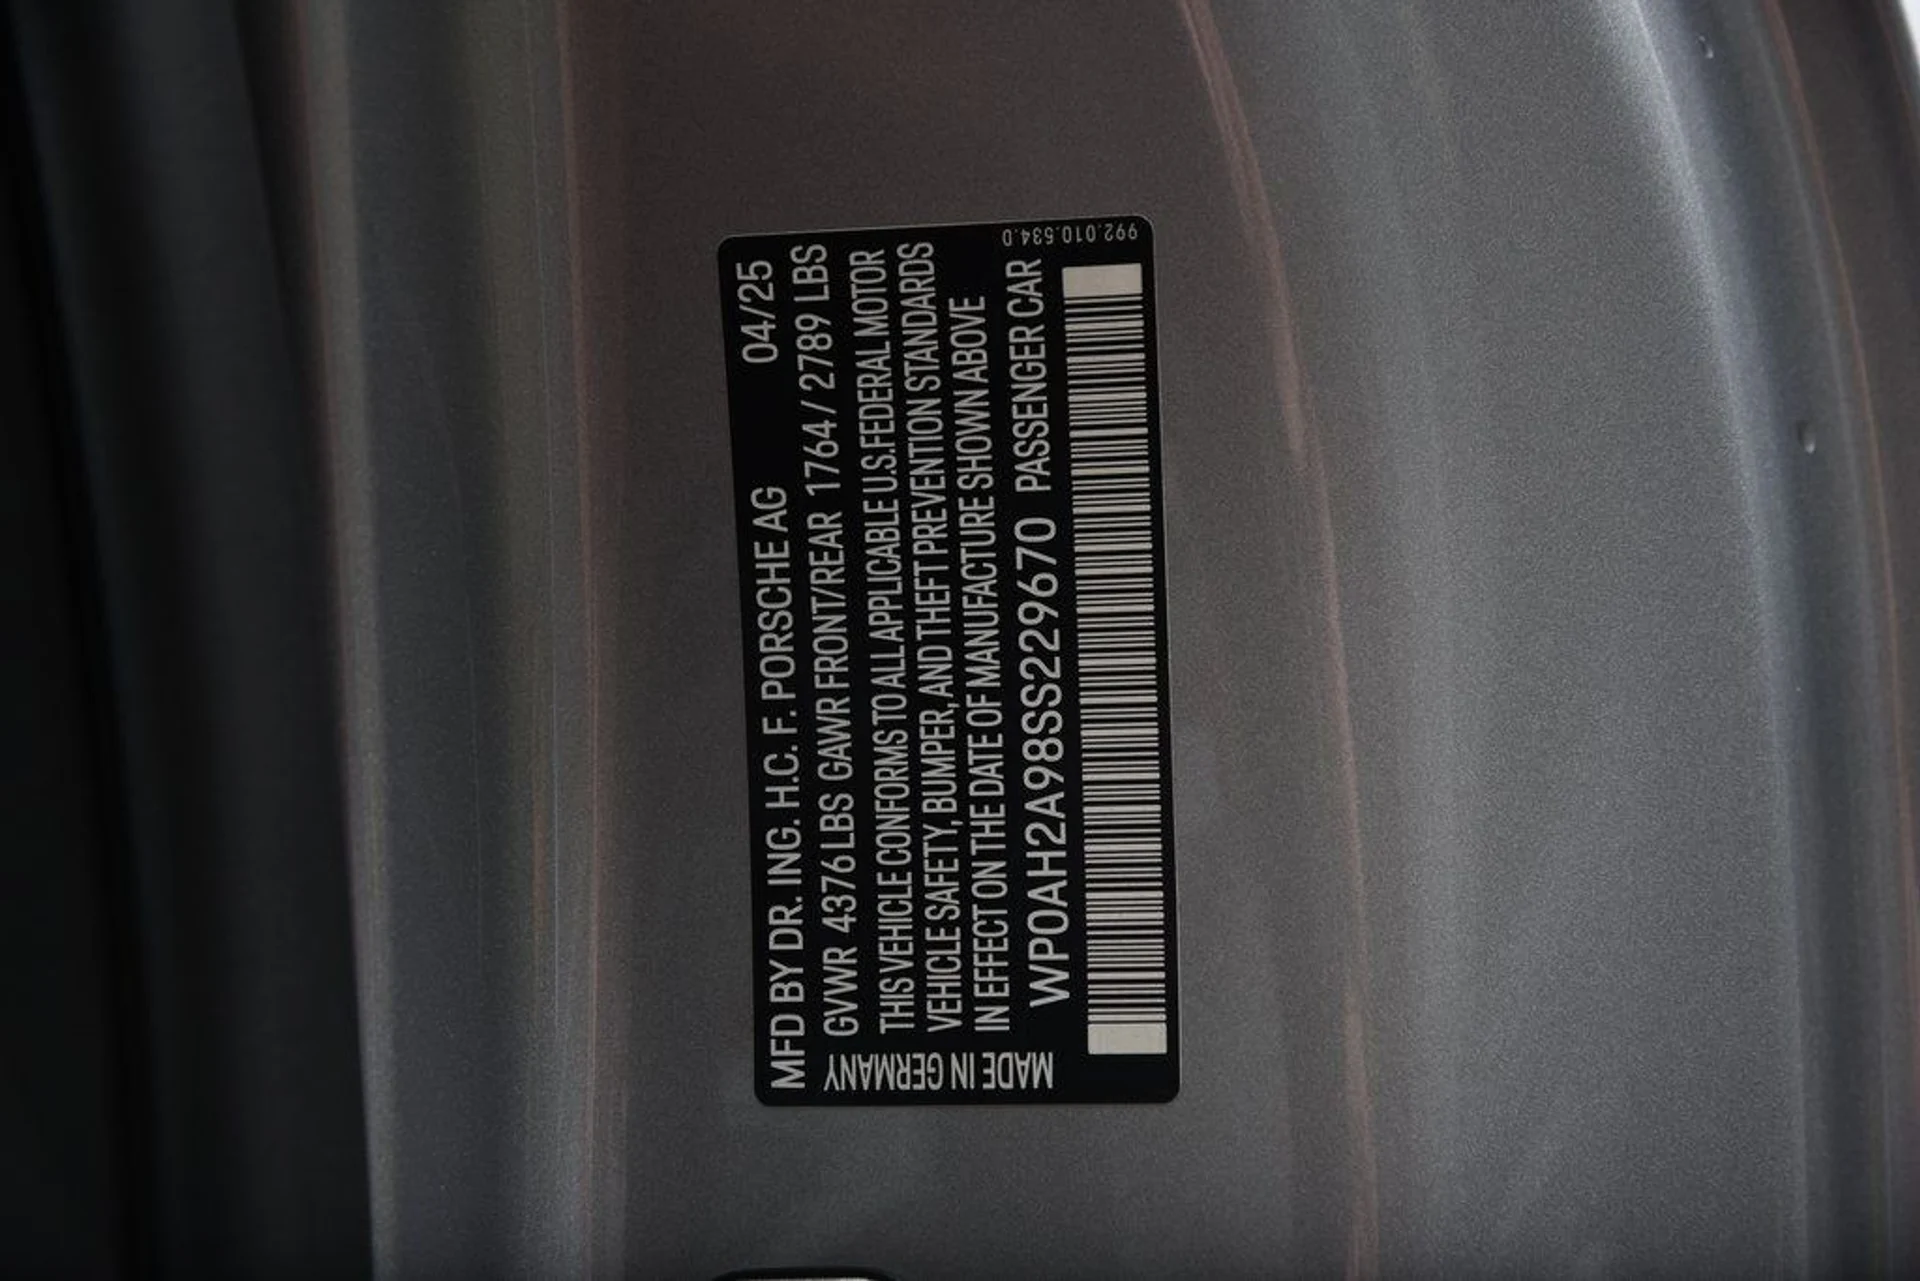 MFD BY DR. ING. H.C. F. PORSCHE AG 04/25
GVWR 4376 LBS GAWR FRONT/REAR 1764 / 2789 LBS
THIS VEHICLE CONFORMS TO ALL APPLICABLE U.S. FEDERAL MOTOR
VEHICLE SAFETY, BUMPER, AND THEFT PREVENTION STANDARDS
IN EFFECT ON THE DATE OF MANUFACTURE SHOWN ABOVE
WP0AH2A98SS229670 PASSENGER CAR
MADE IN GERMANY
992.010.534.D